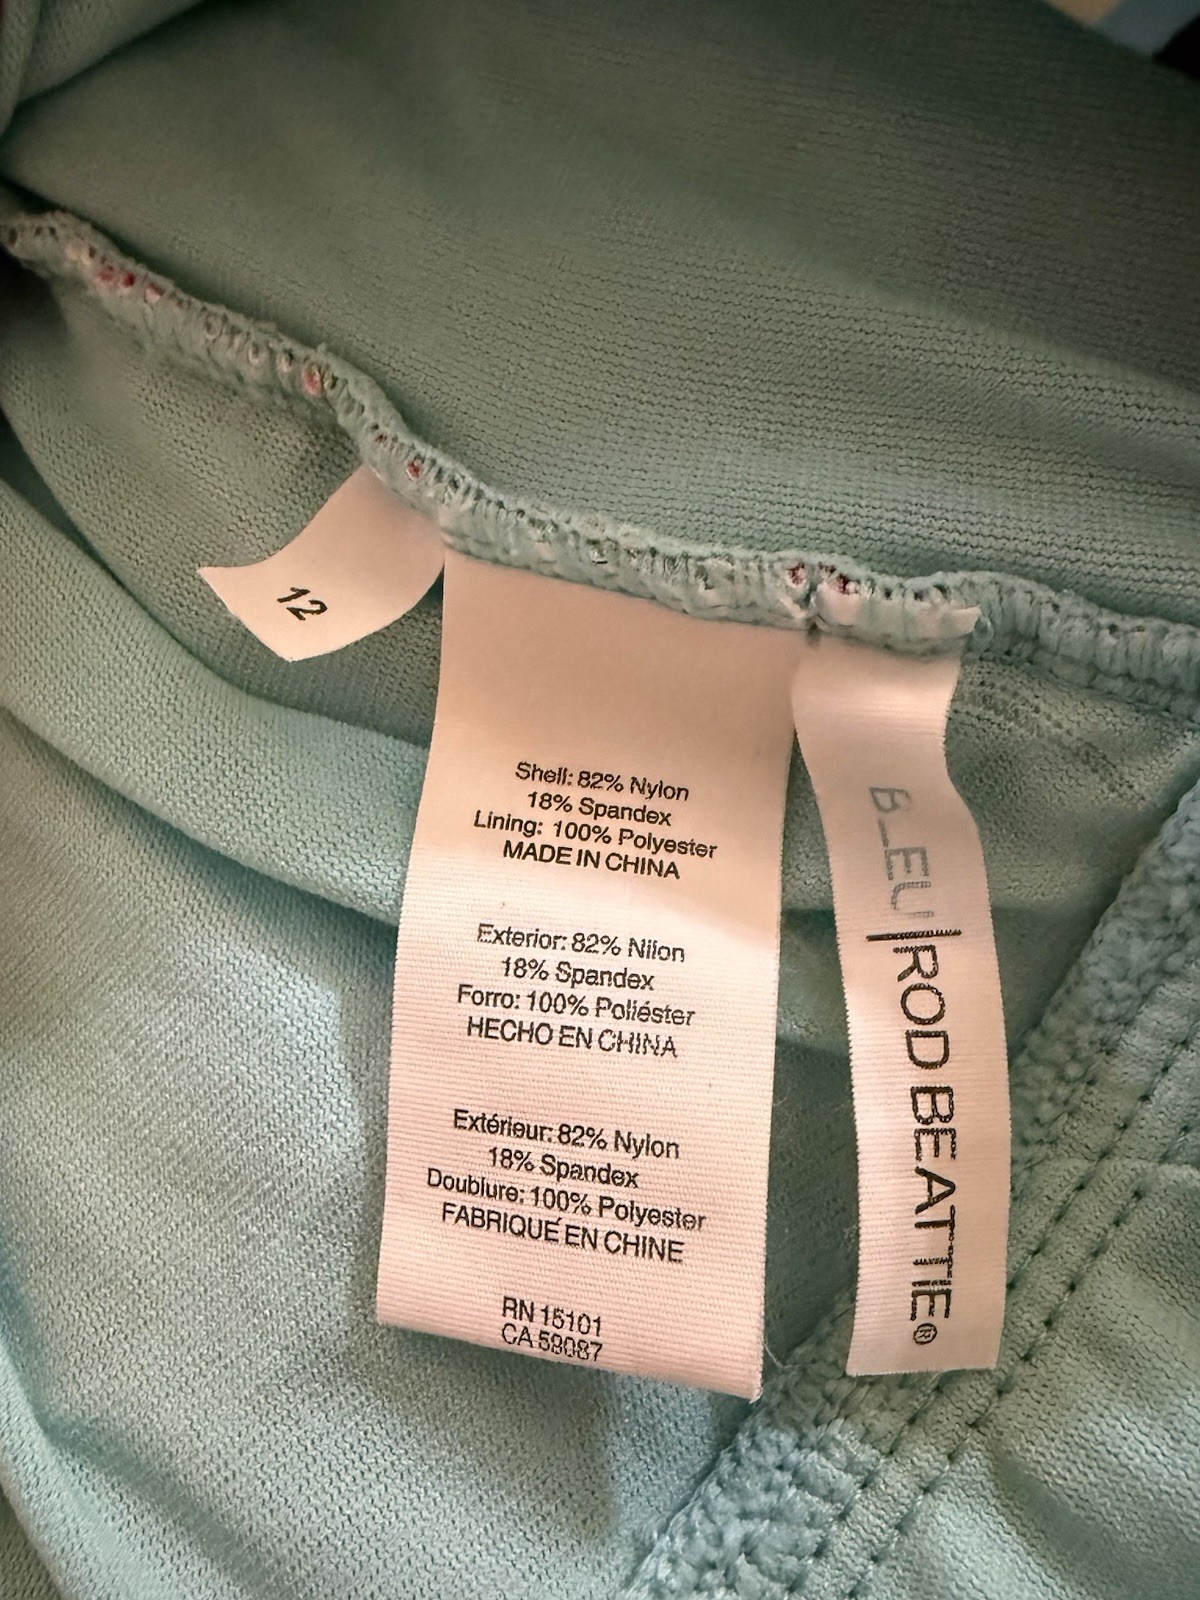 12
Shell: 82% Nylon
18% Spandex
Lining: 100% Polyester
MADE IN CHINA
Exterior: 82% Nilon
18% Spandex
Forro: 100% Poliéster
HECHO EN CHINA
Extérieur: 82% Nylon
18% Spandex
Doublure: 100% Polyester
FABRIQUÉ EN CHINE
RN 15101
CA 59087
BLEU|ROD BEATTIE®